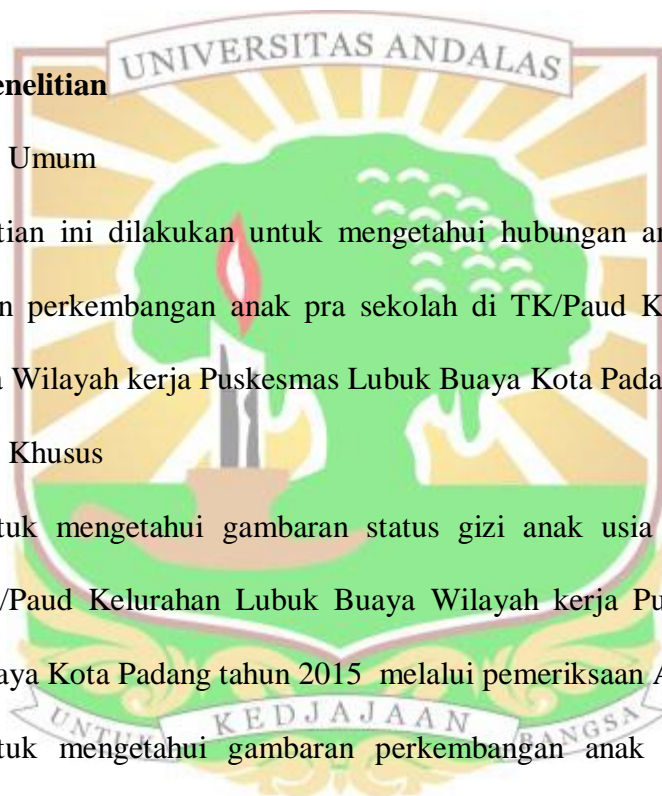 UNIVERSITAS ANDALAS
enelitian
Umum
tian ini dilakukan untuk mengetahui hubungan an
n perkembangan anak pra sekolah di TK/Paud K
a Wilayah kerja Puskesmas Lubuk Buaya Kota Pada
Khusus
tuk mengetahui gambaran status gizi anak usia
/Paud Kelurahan Lubuk Buaya Wilayah kerja Pu
aya Kota Padang tahun 2015 melalui pemeriksaan A
UNTUK KEDJAJAAN BANGSA
tuk mengetahui gambaran perkembangan anak